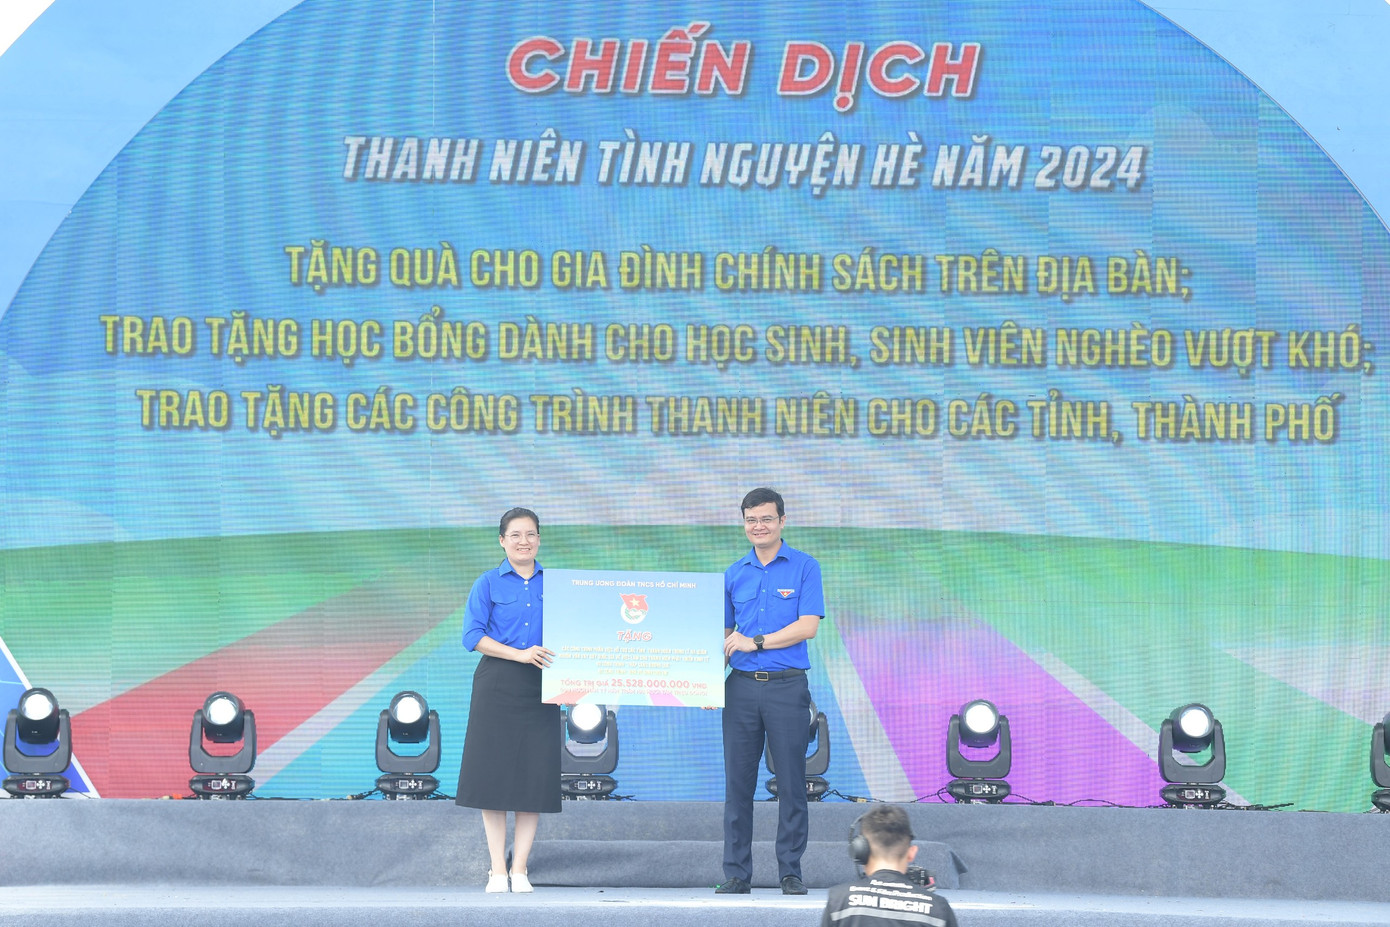 CHIẾN DỊCH
THANH NIÊN TÌNH NGUYỆN HÈ NĂM 2024
TẶNG QUÀ CHO GIA ĐÌNH CHÍNH SÁCH TRÊN ĐỊA BÀN;
TRAO TẶNG HỌC BỔNG DÀNH CHO HỌC SINH, SINH VIÊN NGHÈO VƯỢT KHÓ;
TRAO TẶNG CÁC CÔNG TRÌNH THANH NIÊN CHO CÁC TỈNH, THÀNH PHỐ
TRUNG ƯƠNG ĐOÀN TNCS HỒ CHÍ MINH
TẶNG
TỔNG TRỊ GIÁ 25.528.000.000 VNĐ
SUN BRIGHT